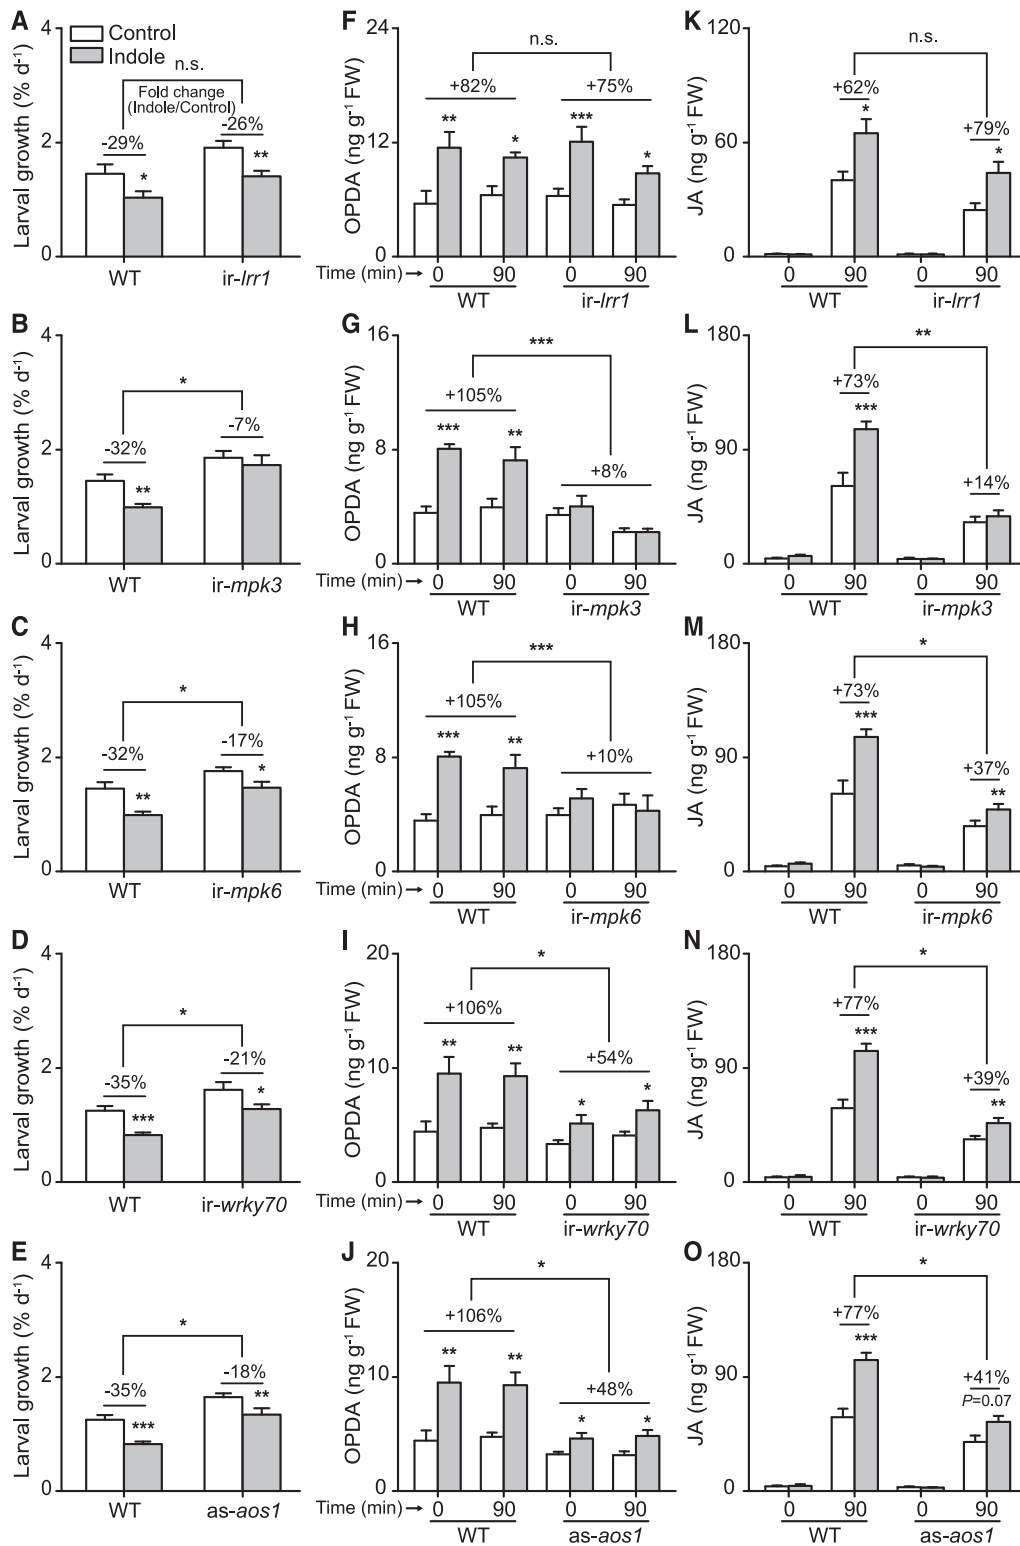 A
Larval growth (% d-1)
4
2
0
Control
Indole
n.s.
Fold change
(Indole/Control)
-29%
-26%
*
**
WT
ir-lrr1
F
OPDA (ng g-1 FW)
24
12
0
n.s.
+82%
+75%
**
*
***
*
Time (min)
0 90 0 90
WT
ir-lrr1
K
JA (ng g-1 FW)
120
60
0
n.s.
+62%
*
+79%
*
0 90 0 90
WT
ir-lrr1
B
Larval growth (% d-1)
4
2
0
*
-32%
-7%
**
WT
ir-mpk3
G
OPDA (ng g-1 FW)
16
8
0
***
+105%
***
**
+8%
Time (min)
0 90 0 90
WT
ir-mpk3
L
JA (ng g-1 FW)
180
90
0
**
+73%
***
+14%
0 90 0 90
WT
ir-mpk3
C
Larval growth (% d-1)
4
2
0
*
-32%
-17%
**
*
WT
ir-mpk6
H
OPDA (ng g-1 FW)
16
8
0
***
+105%
***
**
+10%
Time (min)
0 90 0 90
WT
ir-mpk6
M
JA (ng g-1 FW)
180
90
0
*
+73%
***
+37%
**
0 90 0 90
WT
ir-mpk6
D
Larval growth (% d-1)
4
2
0
*
-35%
-21%
***
*
WT
ir-wrky70
I
OPDA (ng g-1 FW)
20
10
0
*
+106%
**
**
+54%
*
*
Time (min)
0 90 0 90
WT
ir-wrky70
N
JA (ng g-1 FW)
180
90
0
*
+77%
***
+39%
**
0 90 0 90
WT
ir-wrky70
E
Larval growth (% d-1)
4
2
0
*
-35%
-18%
***
**
WT
as-aos1
J
OPDA (ng g-1 FW)
20
10
0
*
+106%
**
**
+48%
*
*
Time (min)
0 90 0 90
WT
as-aos1
O
JA (ng g-1 FW)
180
90
0
*
+77%
***
+41%
P=0.07
0 90 0 90
WT
as-aos1